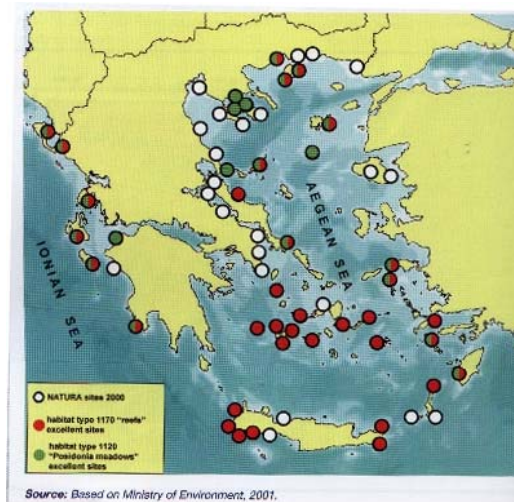 IONIAN SEA
AEGEAN SEA
NATURA sites 2000
habitat type 1170 "reefs"
excellent sites
habitat type 1120
"Posidonia meadows"
excellent sites
Source: Based on Ministry of Environment, 2001.